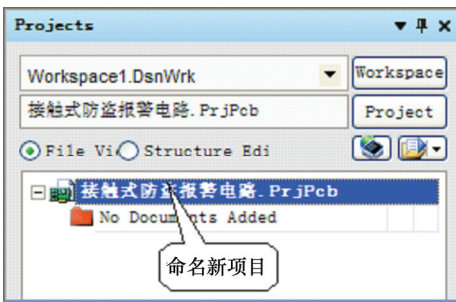 Projects
Workspace1.DsnWrk
Workspace
接触式防盗报警电路.PrjPcb
Project
File Vi
Structure Edi
接触式防盗报警电路.PrjPcb
No Documents Added
命名新项目